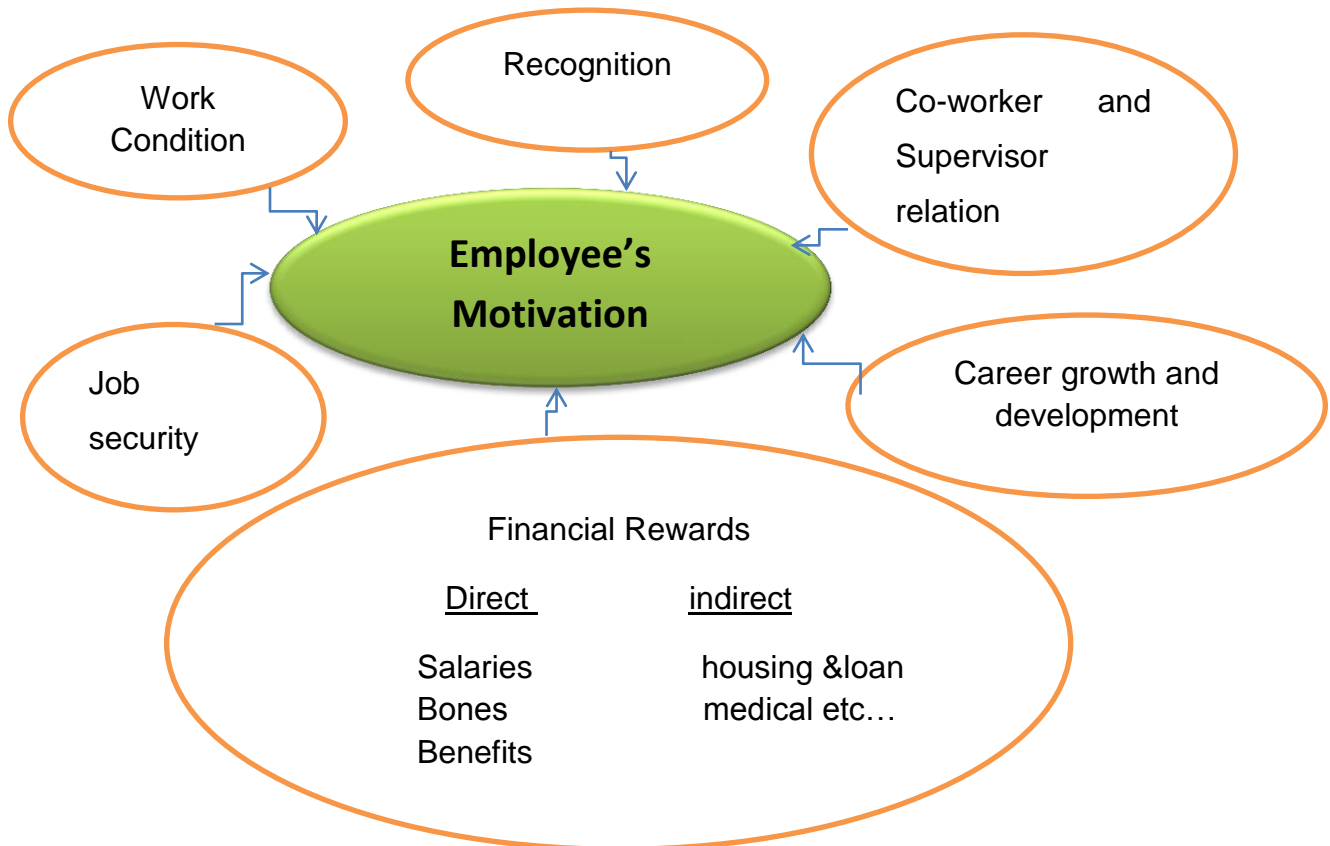 Recognition
Work
Condition
Co-worker and
Supervisor
relation
Employee’s
Motivation
Job
security
Career growth and
development
Financial Rewards
Direct indirect
Salaries housing &loan
Bones medical etc…
Benefits